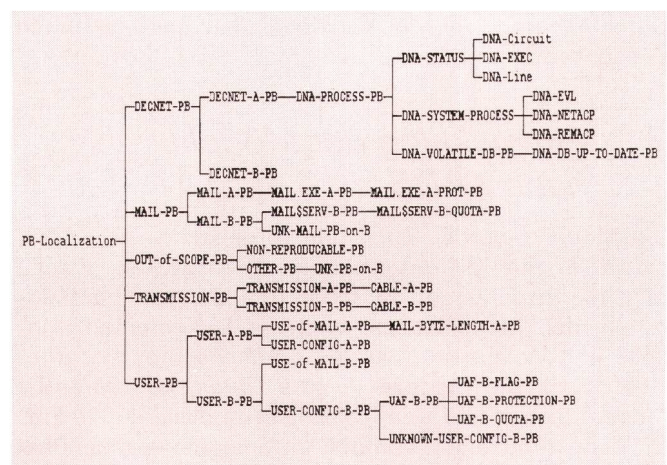 DNA-Circuit
DNA-STATUS DNA-EXEC
DNA-Line
DECNET-A-PB DNA-PROCESS-PB
DNA-EVL
DECNET-PB DNA-SYSTEM-PROCESS DNA-NETACP
DNA-REMACP
DNA-VOLATILE-DB-PB DNA-DB-UP-TO-DATE-PB
DECNET-B-PB
MAIL-A-PB MAIL.EXE-A-PB MAIL.EXE-A-PROT-PB
MAIL-PB MAIL$SERV-B-PB MAIL$SERV-B-QUOTA-PB
MAIL-B-PB
UNK-MAIL-PB-on-B
PB-Localization NON-REPRODUCABLE-PB
OUT-of-SCOPE-PB
OTHER-PB UNK-PB-on-B
TRANSMISSION-A-PB CABLE-A-PB
TRANSMISSION-PB
TRANSMISSION-B-PB CABLE-B-PB
USE-of-MAIL-A-PB MAIL-BYTE-LENGTH-A-PB
USER-A-PB
USER-CONFIG-A-PB
USER-PB USE-of-MAIL-B-PB
USER-B-PB UAF-B-FLAG-PB
UAF-B-PB UAF-B-PROTECTION-PB
USER-CONFIG-B-PB UAF-B-QUOTA-PB
UNKNOWN-USER-CONFIG-B-PB